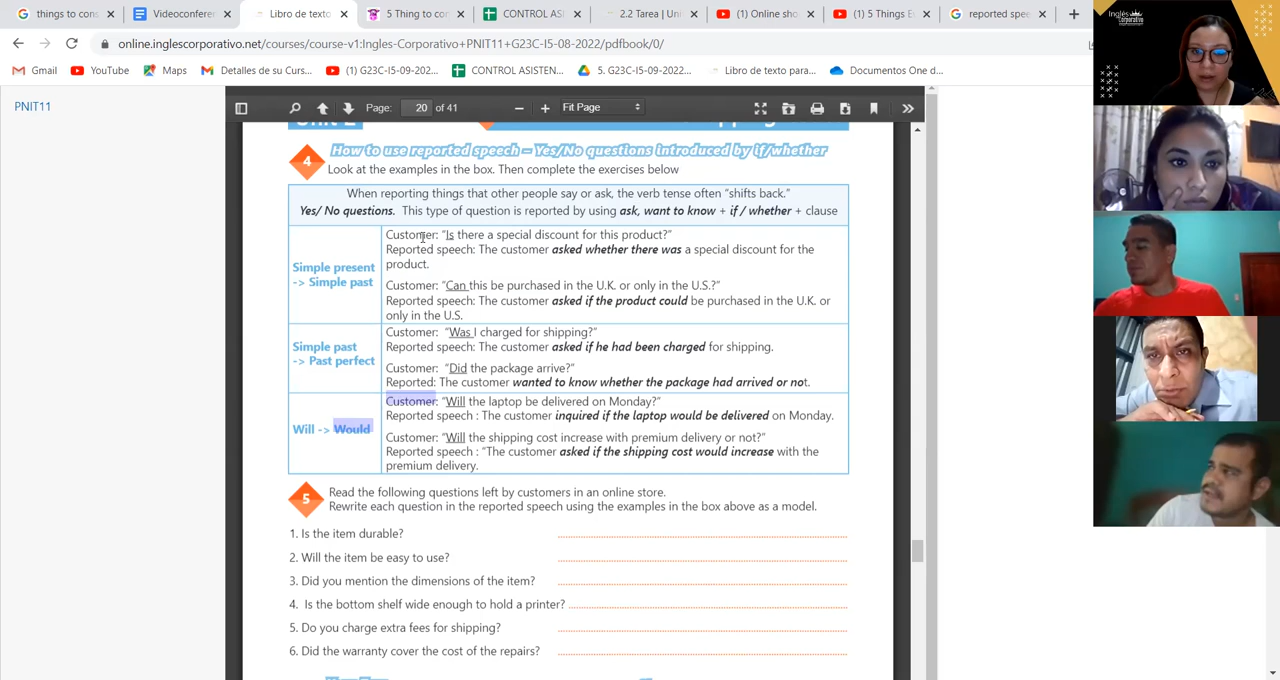 things to cons
Videoconferen
Libro de texto
5 Thing to con
CONTROL ASI
2.2 Tarea | Uni
(1) Online sho
(1) 5 Things E
reported spee
online.inglescorporativo.net/courses/course-v1:Ingles-Corporativo+PNIT11+G23C-I5-08-2022/pdfbook/0/
Gmail
YouTube
Maps
Detalles de su Curs...
(1) G23C-I5-09-202...
CONTROL ASISTEN...
5. G23C-I5-09-2022...
Libro de texto para...
Documentos One d...
PNIT11
Page: 20 of 41
Fit Page
4
How to use reported speech – Yes/No questions introduced by if/whether
Look at the examples in the box. Then complete the exercises below
When reporting things that other people say or ask, the verb tense often "shifts back."
Yes/ No questions. This type of question is reported by using ask, want to know + if / whether + clause
Simple present
-> Simple past
Customer: "Is there a special discount for this product?"
Reported speech: The customer asked whether there was a special discount for the
product.
Customer: "Can this be purchased in the U.K. or only in the U.S.?"
Reported speech: The customer asked if the product could be purchased in the U.K. or
only in the U.S.
Simple past
-> Past perfect
Customer: "Was I charged for shipping?"
Reported speech: The customer asked if he had been charged for shipping.
Customer: "Did the package arrive?"
Reported: The customer wanted to know whether the package had arrived or not.
Will -> Would
Customer: "Will the laptop be delivered on Monday?"
Reported speech : The customer inquired if the laptop would be delivered on Monday.
Customer: "Will the shipping cost increase with premium delivery or not?"
Reported speech : "The customer asked if the shipping cost would increase with the
premium delivery.
5
Read the following questions left by customers in an online store.
Rewrite each question in the reported speech using the examples in the box above as a model.
1. Is the item durable?
2. Will the item be easy to use?
3. Did you mention the dimensions of the item?
4. Is the bottom shelf wide enough to hold a printer?
5. Do you charge extra fees for shipping?
6. Did the warranty cover the cost of the repairs?
Inglés
Corporativo